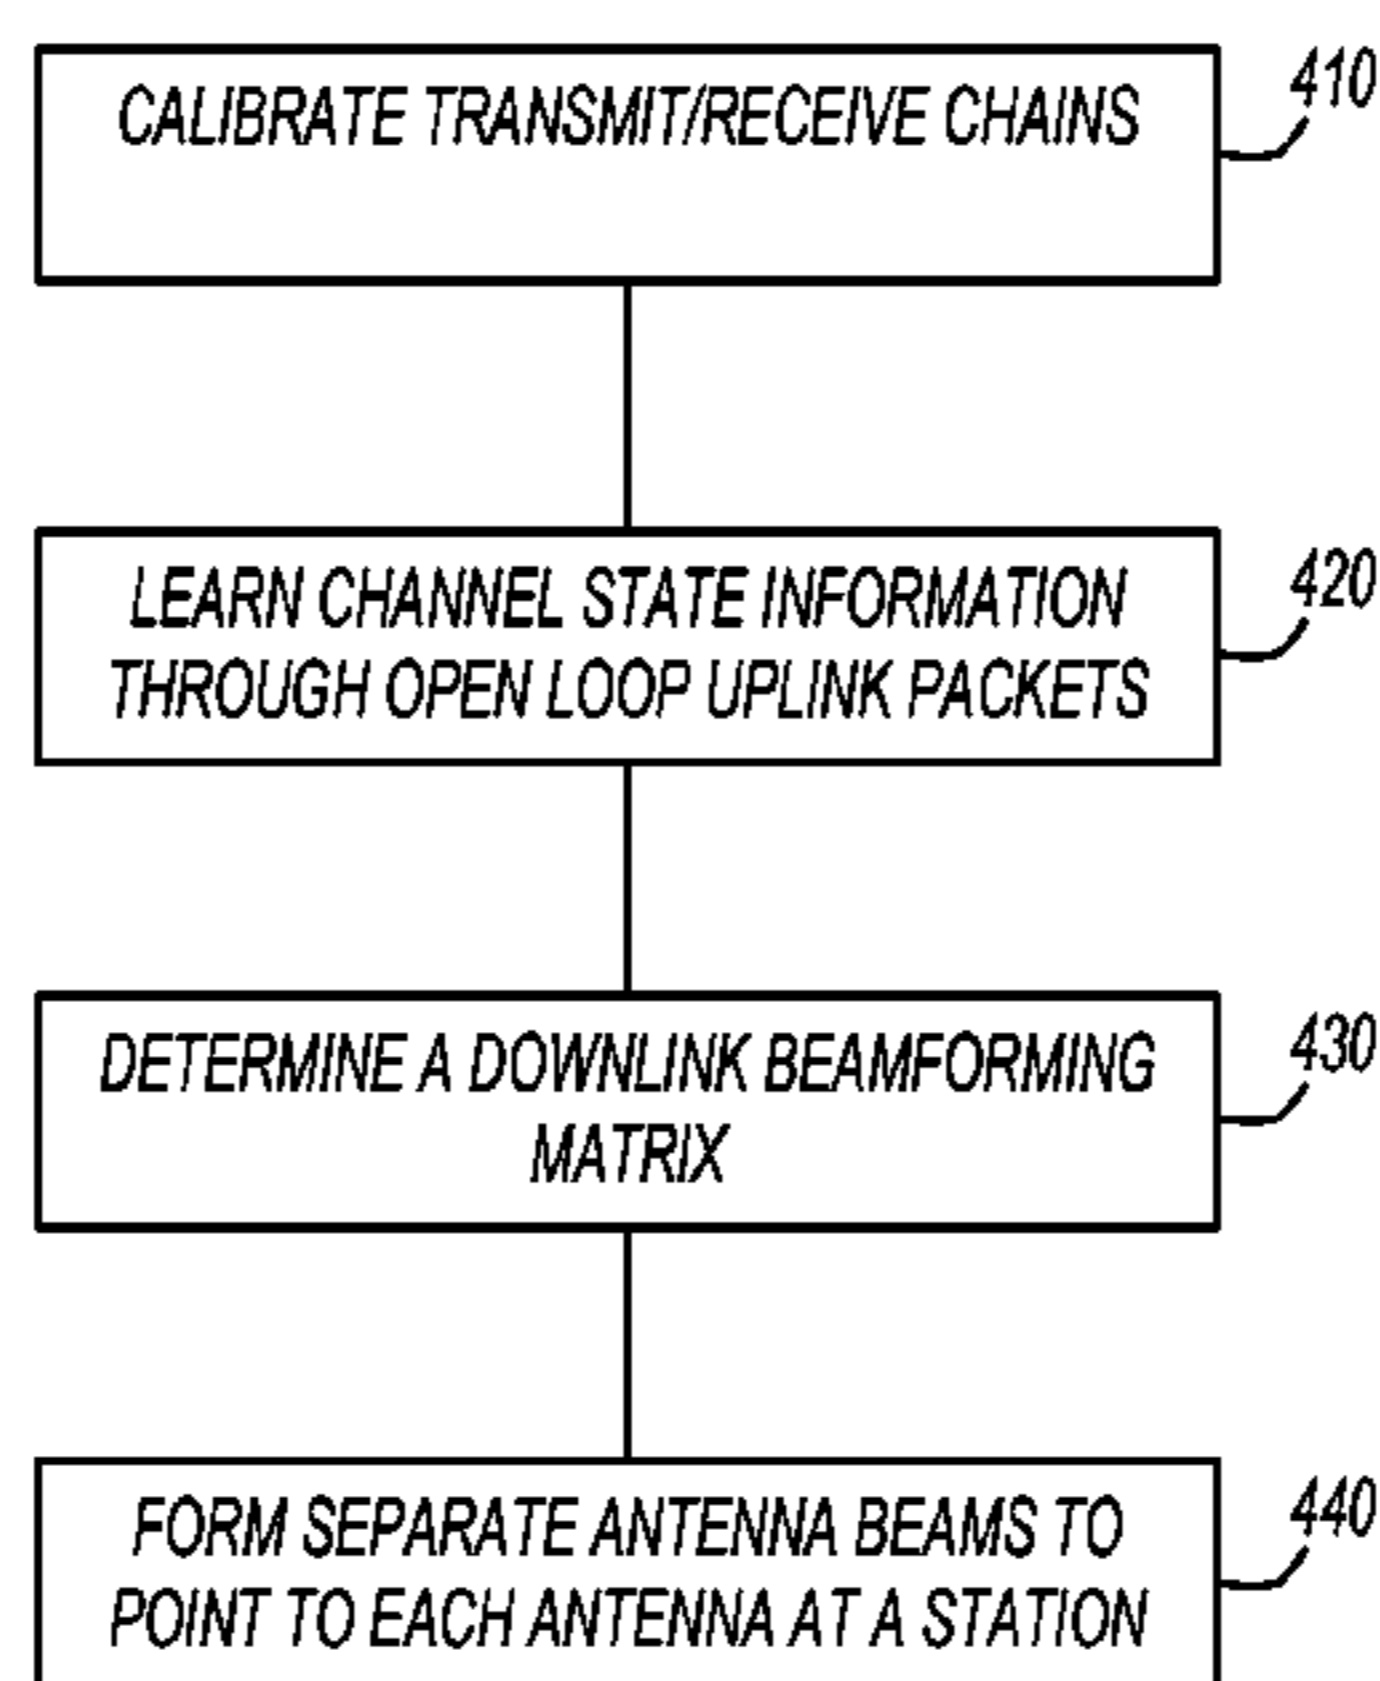 CALIBRATE TRANSMIT/RECEIVE CHAINS
410
LEARN CHANNEL STATE INFORMATION
THROUGH OPEN LOOP UPLINK PACKETS
420
DETERMINE A DOWNLINK BEAMFORMING
MATRIX
430
FORM SEPARATE ANTENNA BEAMS TO
POINT TO EACH ANTENNA AT A STATION
440